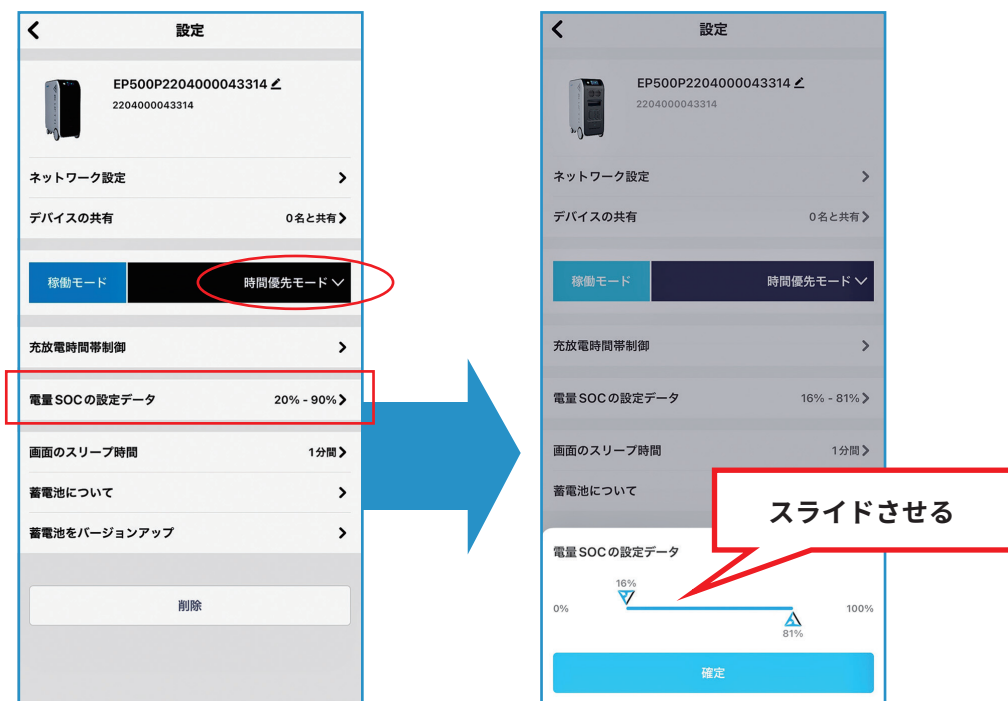 設定
EP500P2204000043314
2204000043314
ネットワーク設定
デバイスの共有 0名と共有
稼働モード 時間優先モード
充放電時間帯制御
電量SOCの設定データ 20% - 90%
画面のスリープ時間 1分間
蓄電池について
蓄電池をバージョンアップ
削除
設定
EP500P2204000043314
2204000043314
ネットワーク設定
デバイスの共有 0名と共有
稼働モード 時間優先モード
充放電時間帯制御
電量SOCの設定データ 16% - 81%
画面のスリープ時間 1分間
蓄電池について
スライドさせる
電量SOCの設定データ
16%
0% 100%
81%
確定